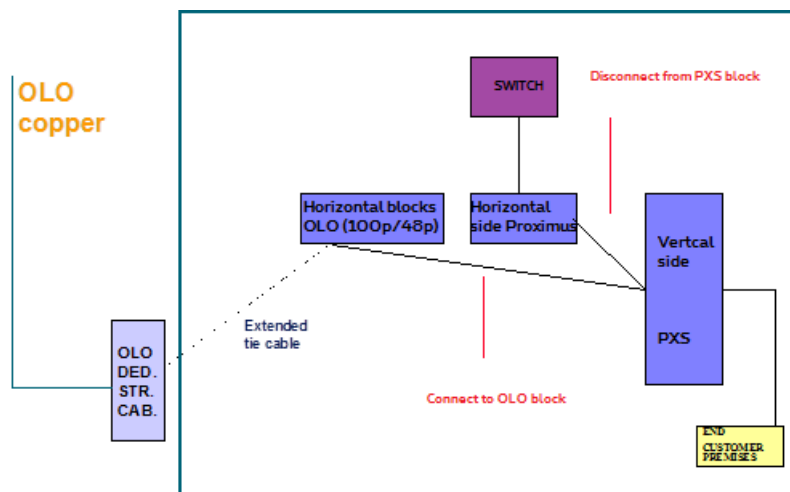 OLO
copper
SWITCH
Disconnect from PXS block
Horizontal blocks
OLO (100p/48p)
Horizontal
side Proximus
Vertcal
side
PXS
Extended
tie cable
OLO
DED.
STR.
CAB.
Connect to OLO block
END
CUSTOMER
PREMISES